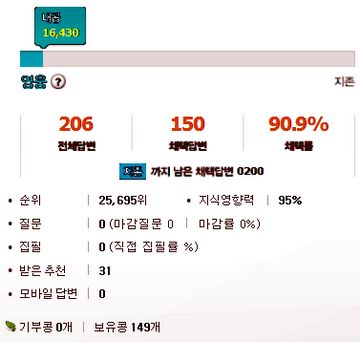 내공
16,430
영웅 ? 지존
206 150 90.9%
전체답변 채택답변 채택률
지존 까지 남은 채택답변 0200
순위 25,695위 지식영향력 95%
질문 0 (마감질문 0 마감률 0%)
집필 0 (직접 집필률 %)
받은 추천 31
모바일 답변 0
기부콩 0개 보유콩 149개